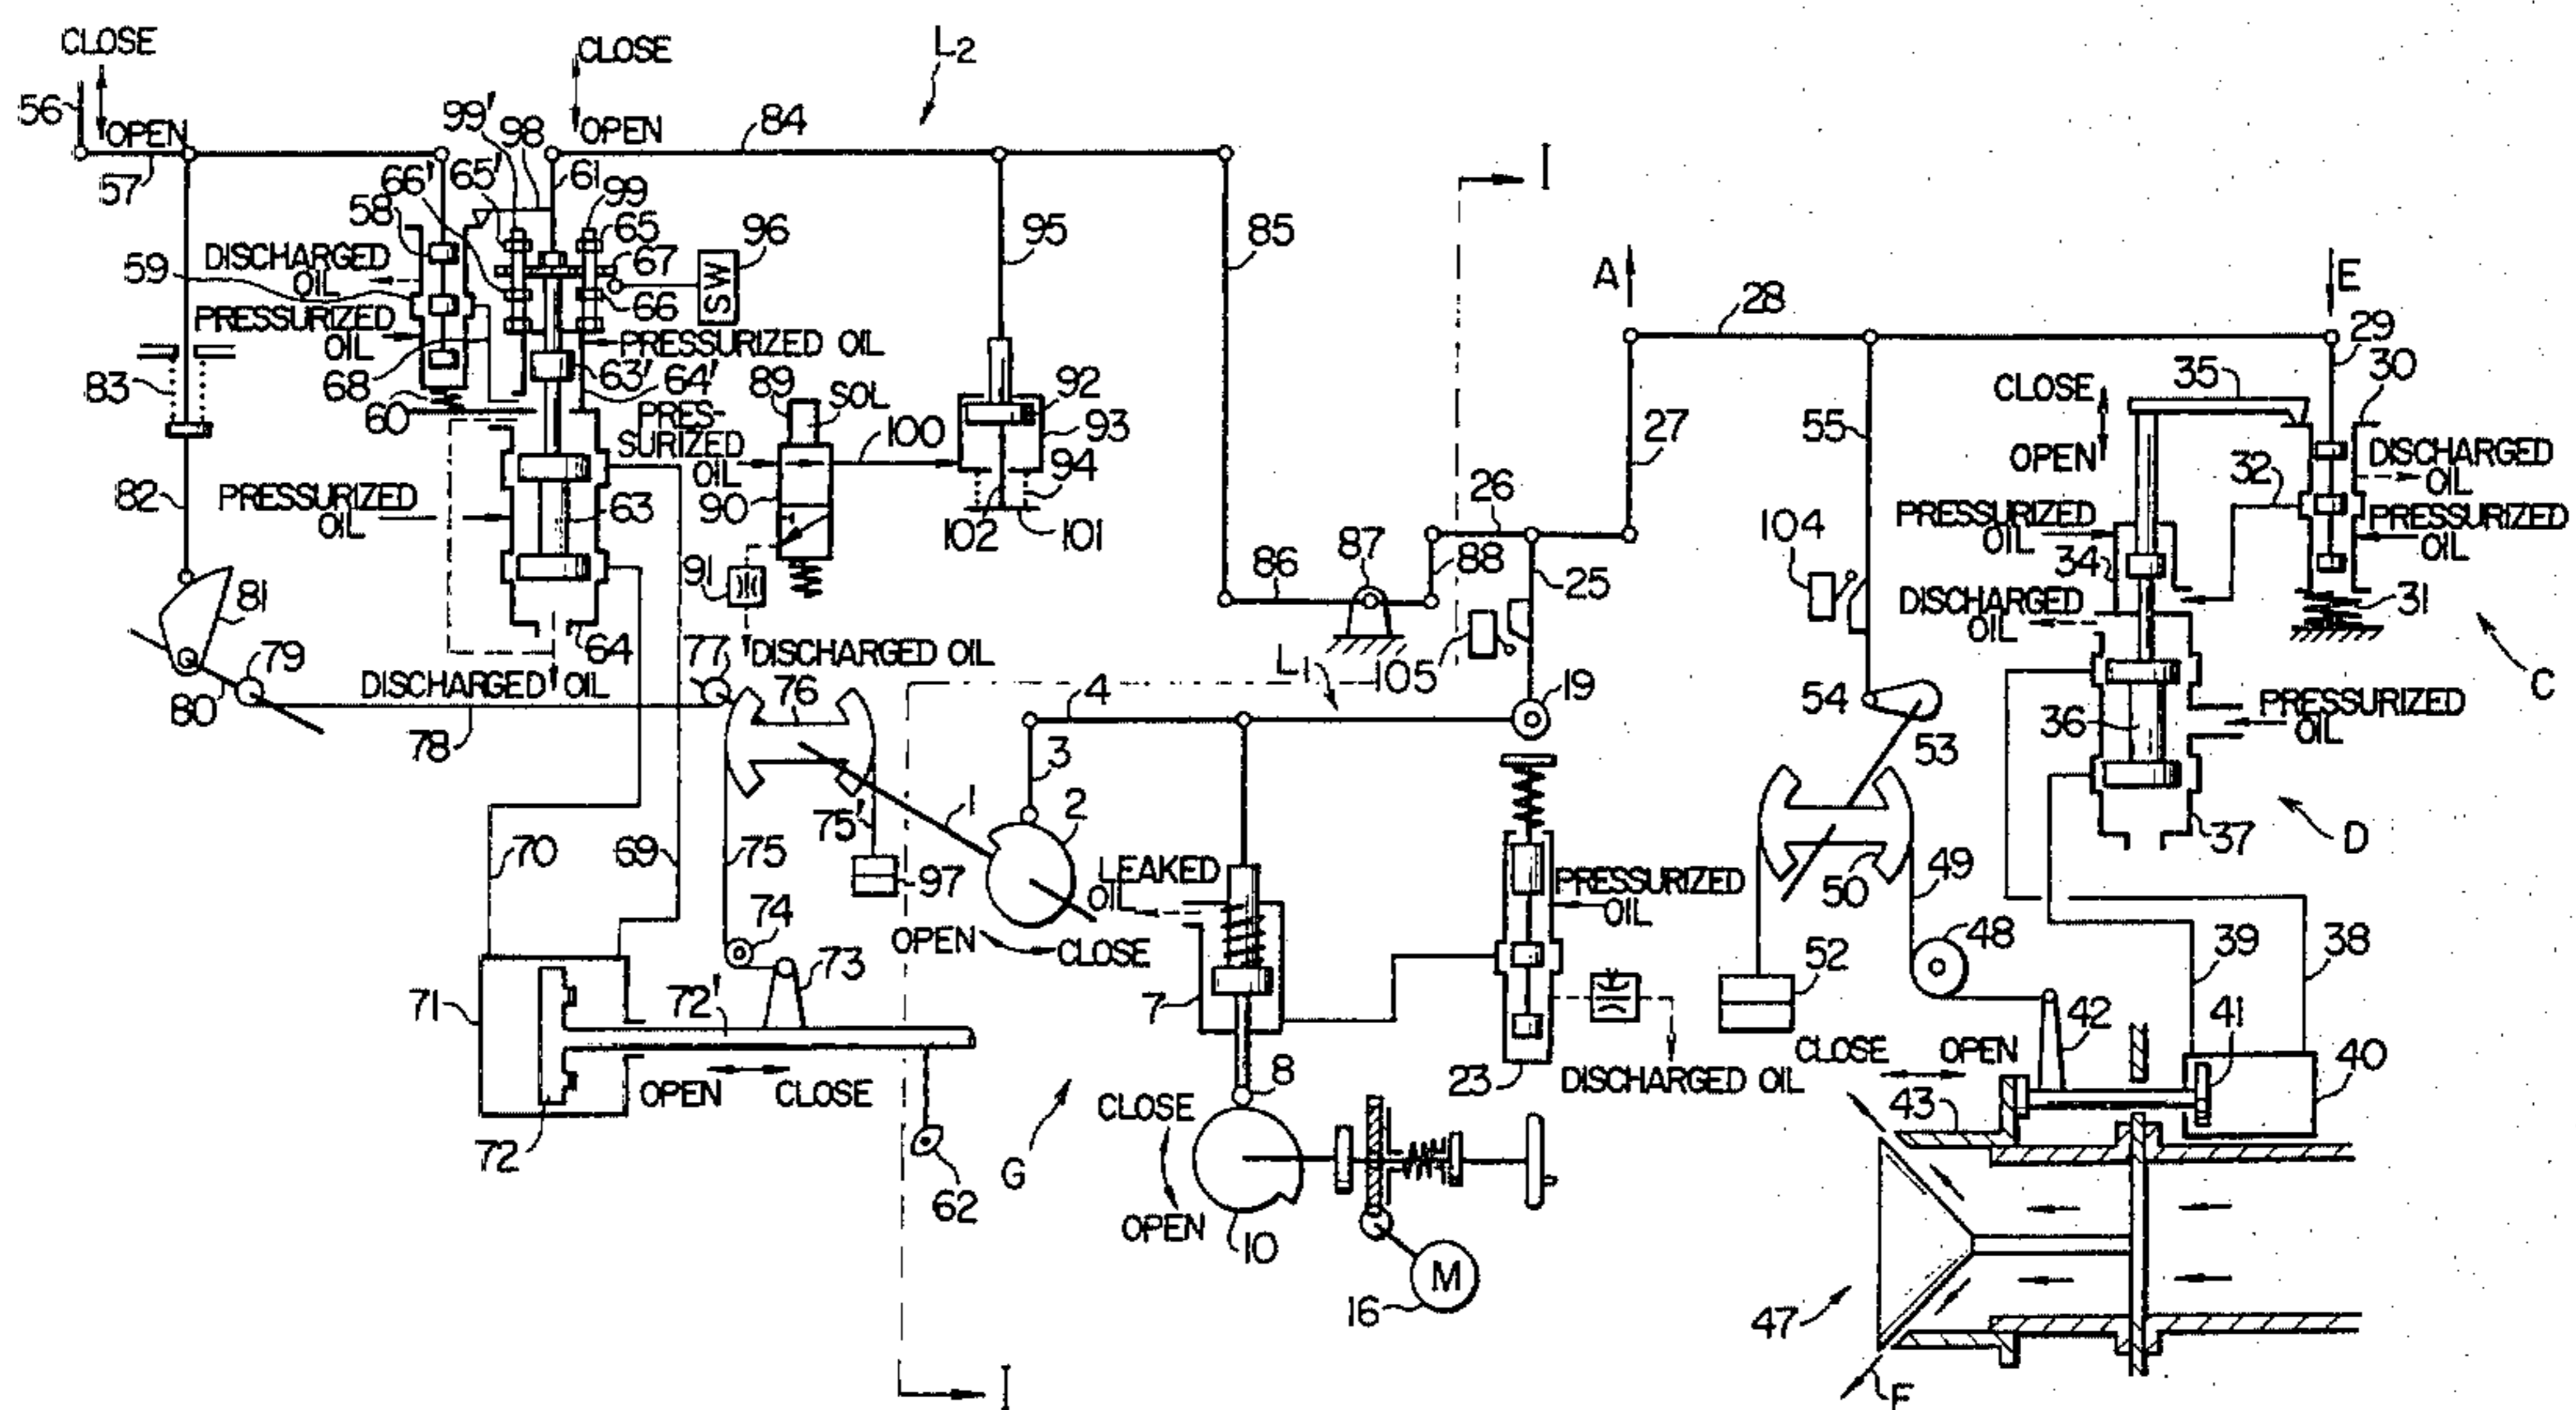 CLOSE
56
OPEN
57
CLOSE
OPEN
L2
84
99'
98
65'
66'
58
61
99
65
67
96
SW
66
95
85
I
DISCHARGED
OIL
59
PRESSURIZED
OIL
68
60
PRESSURIZED OIL
63'
64'
83
89
SOL
PRES-
SURIZED
OIL
100
90
92
93
94
102
101
82
PRESSURIZED
OIL
63
64
91
DISCHARGED OIL
81
79
80
DISCHARGED OIL
78
77
76
86
87
88
26
25
27
A
28
E
29
30
35
CLOSE
OPEN
55
32
DISCHARGED
OIL
PRESSURIZED
OIL
PRESSURIZED
OIL
34
DISCHARGED
OIL
31
C
104
105
L1
4
19
54
53
36
PRESSURIZED
OIL
37
D
3
1
2
75'
75
70
69
97
LEAKED
OIL
OPEN
CLOSE
74
73
72'
71
72
OPEN
CLOSE
62
7
PRESSURIZED
OIL
23
DISCHARGED OIL
50
49
48
52
39
38
42
41
40
CLOSE
OPEN
43
8
CLOSE
OPEN
10
G
M
16
47
F
I